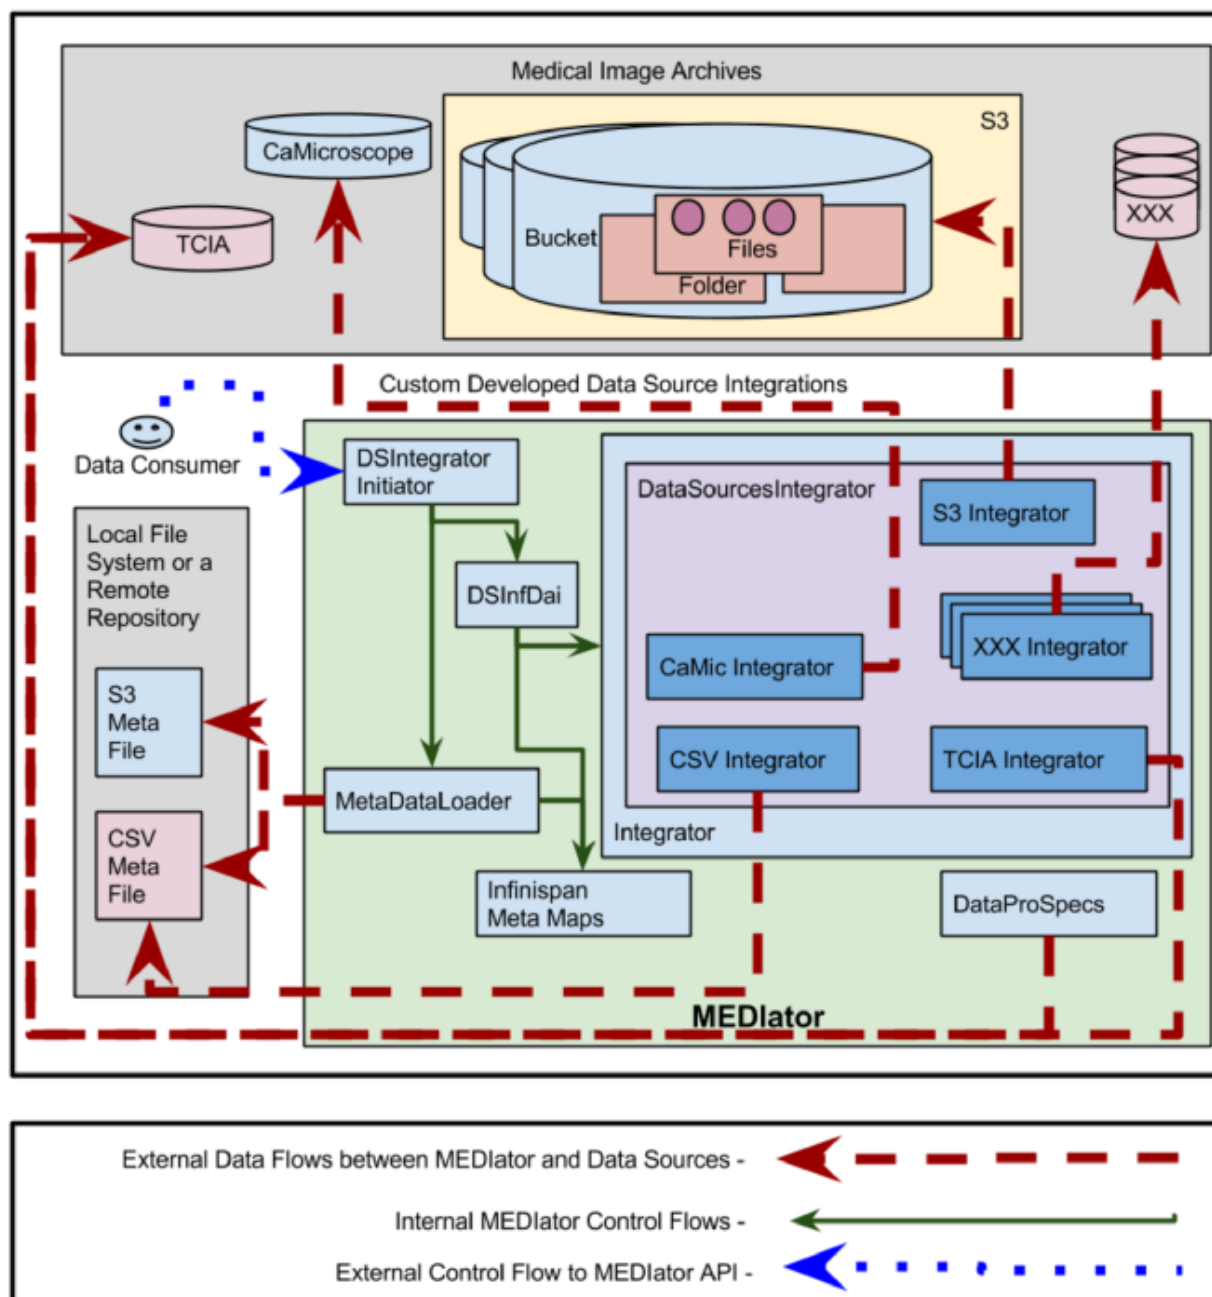 Medical Image Archives
S3
CaMicroscope
TCIA
Bucket
Files
Folder
XXX
Custom Developed Data Source Integrations
Data Consumer
DSIntegrator
Initiator
DataSourcesIntegrator
S3 Integrator
Local File
System or a
Remote
Repository
DSInfDai
XXX Integrator
CaMic Integrator
S3
Meta
File
CSV Integrator
TCIA Integrator
MetaDataLoader
Integrator
CSV
Meta
File
Infinispan
Meta Maps
DataProSpecs
MEDIator
External Data Flows between MEDIator and Data Sources -
Internal MEDIator Control Flows -
External Control Flow to MEDIator API -